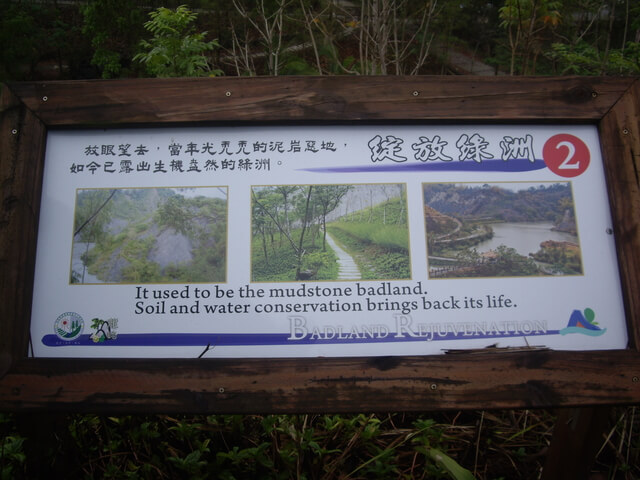 放眼望去，當年光禿禿的泥岩惡地，
如今已露出生機盎然的綠洲。
綻放綠洲
2
It used to be the mudstone badland.
Soil and water conservation brings back its life.
BADLAND REJUVENATION